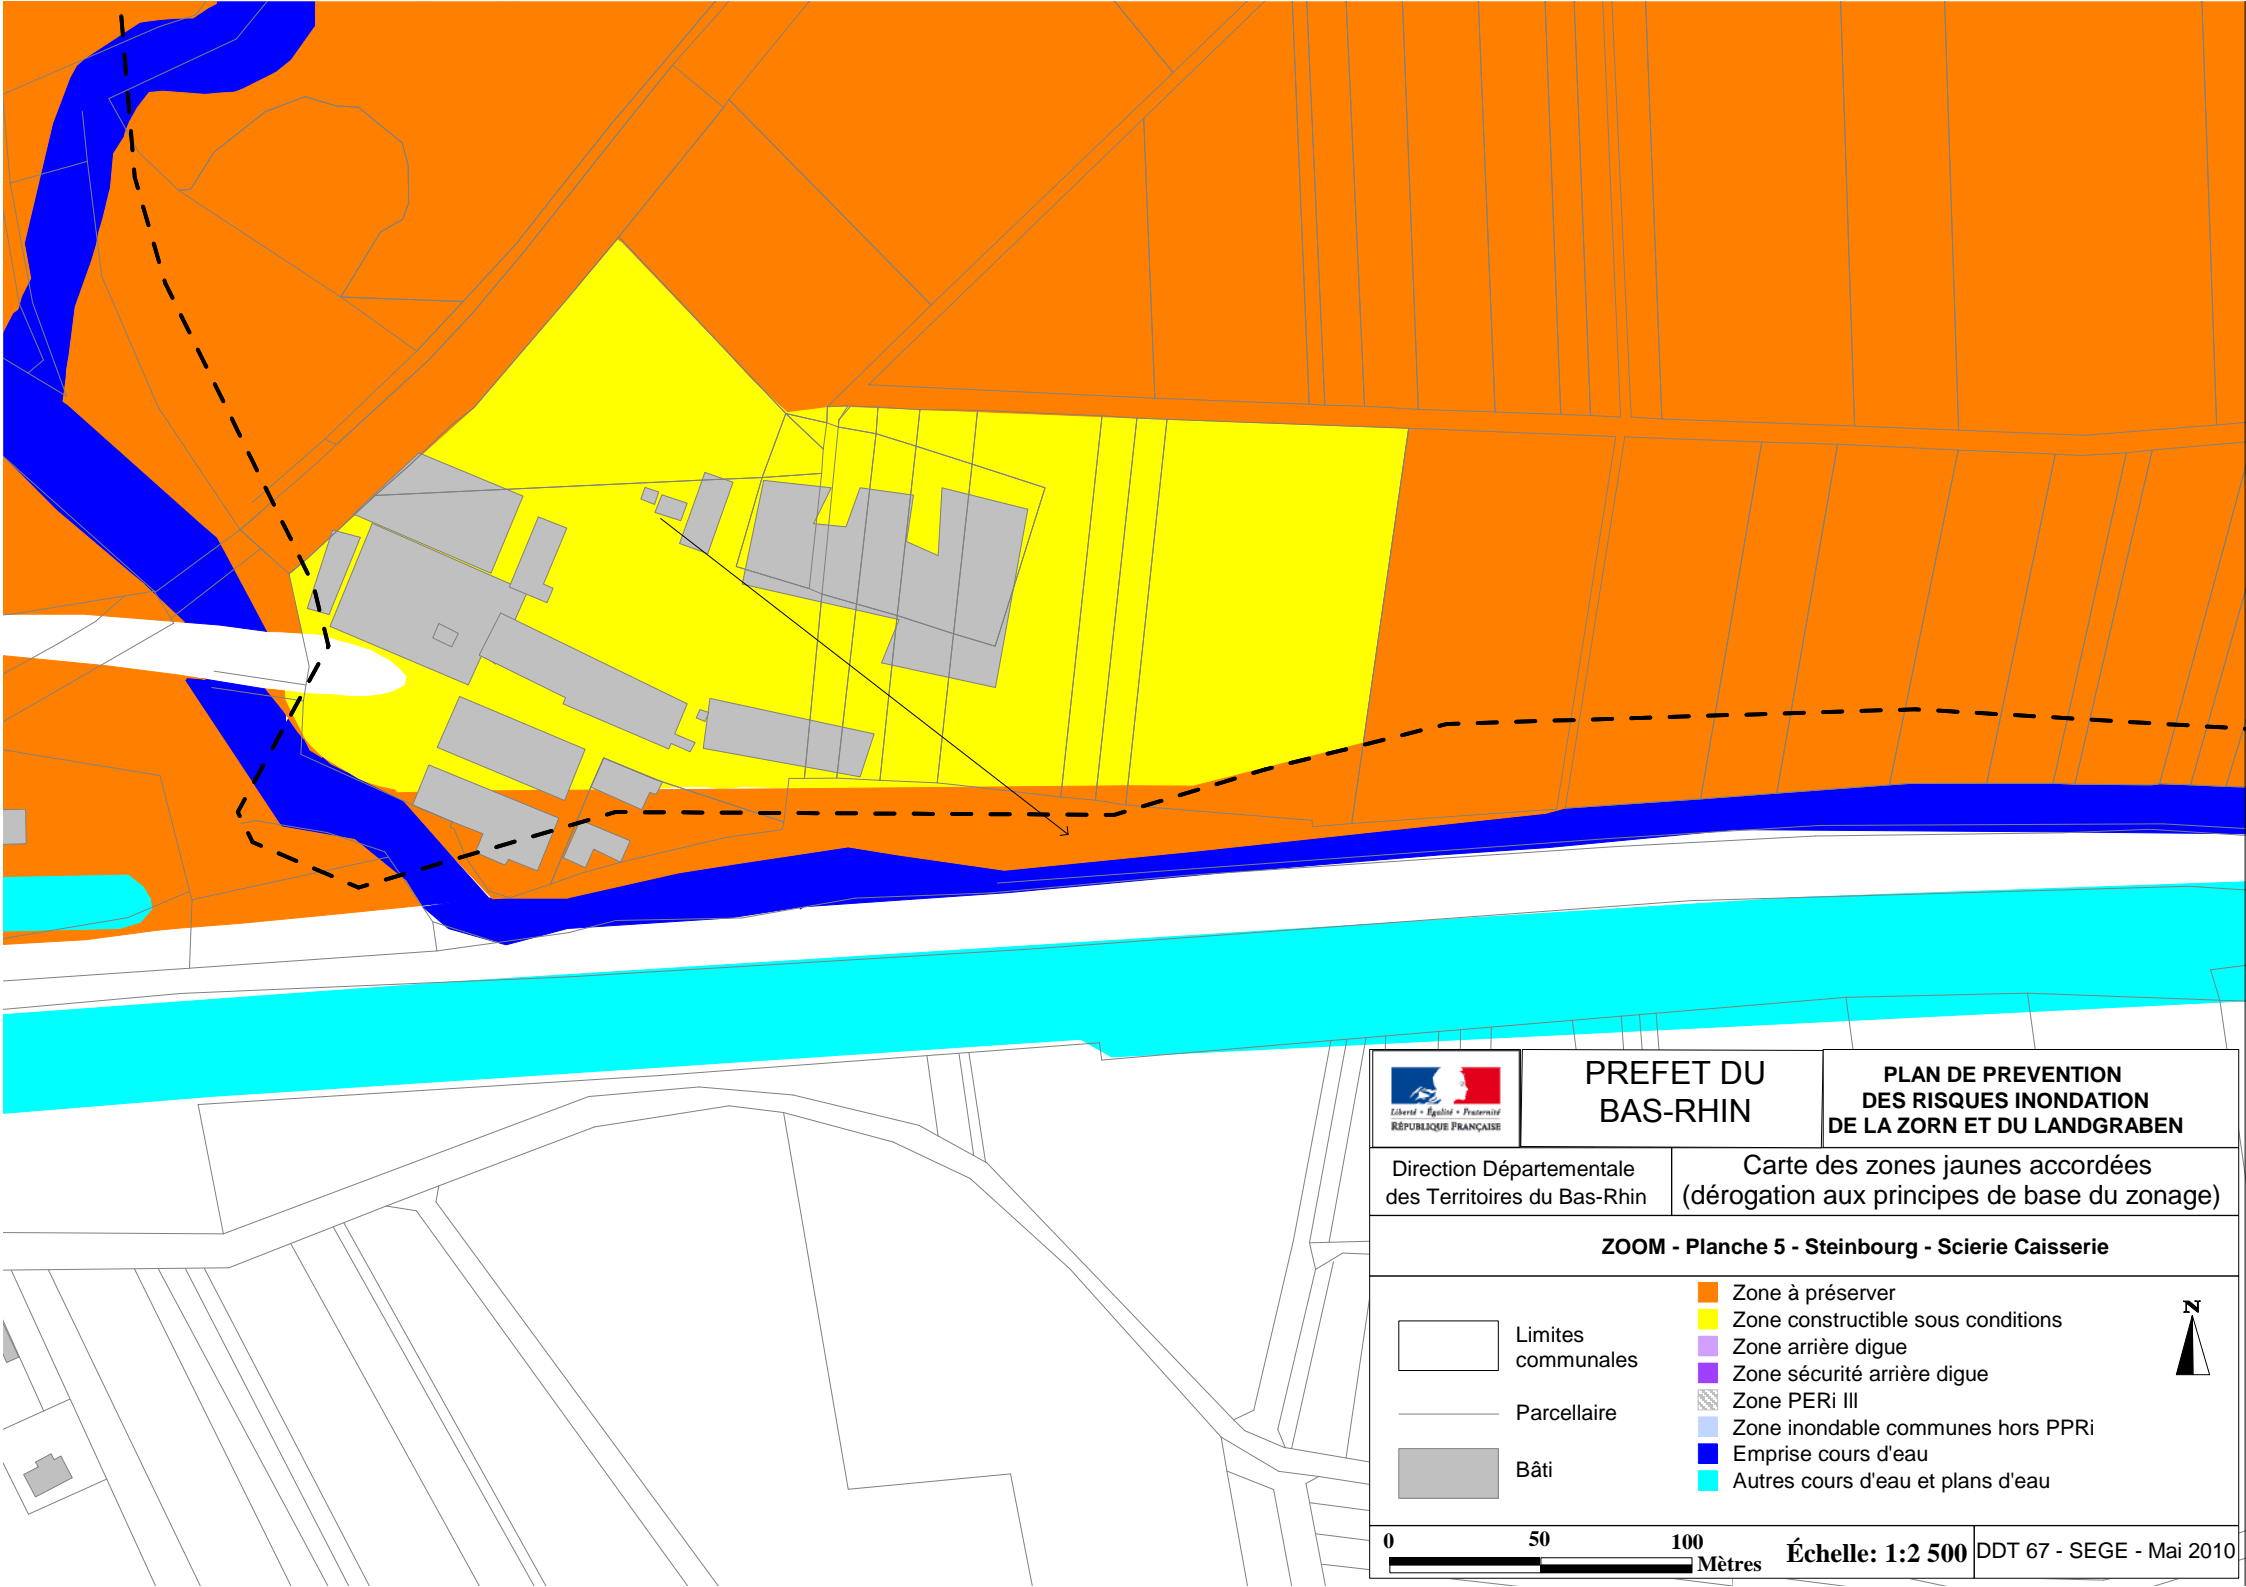 Liberté • Égalité • Fraternité
RÉPUBLIQUE FRANÇAISE
PREFET DU
BAS-RHIN
PLAN DE PREVENTION
DES RISQUES INONDATION
DE LA ZORN ET DU LANDGRABEN
Direction Départementale
des Territoires du Bas-Rhin
Carte des zones jaunes accordées
(dérogation aux principes de base du zonage)
ZOOM - Planche 5 - Steinbourg - Scierie Caisserie
Limites
communales
Parcellaire
Bâti
Zone à préserver
Zone constructible sous conditions
Zone arrière digue
Zone sécurité arrière digue
Zone PERi III
Zone inondable communes hors PPRi
Emprise cours d'eau
Autres cours d'eau et plans d'eau
N
0 50 100
Mètres
Échelle: 1:2 500
DDT 67 - SEGE - Mai 2010